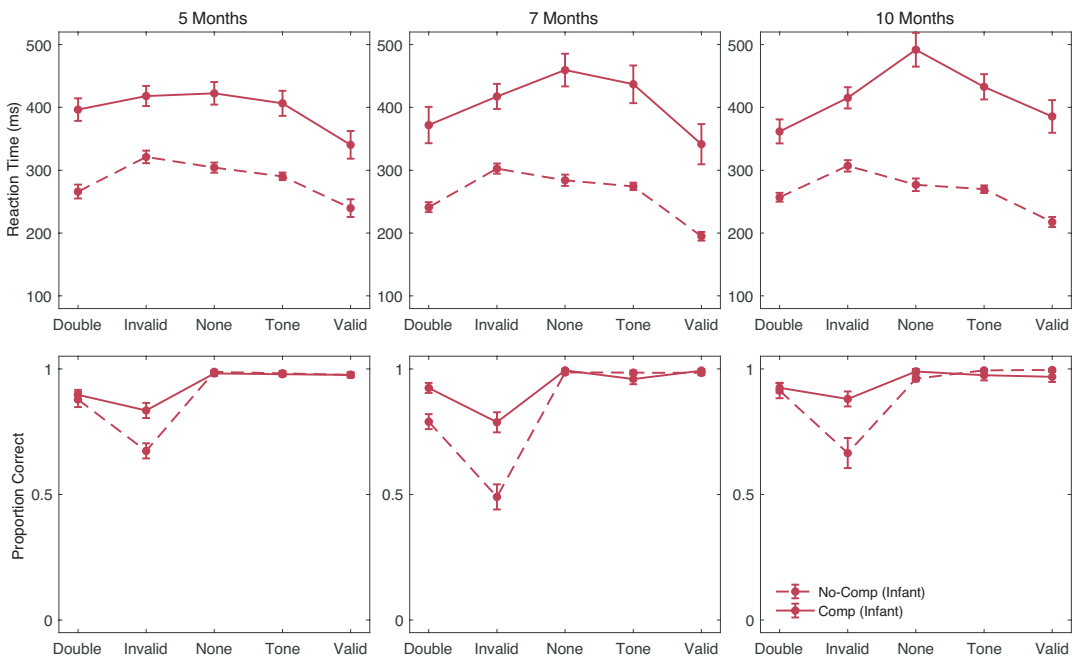 5 Months
7 Months
10 Months
Reaction Time (ms)
500
400
300
200
100
Double Invalid None Tone Valid
500
400
300
200
100
Double Invalid None Tone Valid
500
400
300
200
100
Double Invalid None Tone Valid
Proportion Correct
1
0.5
0
Double Invalid None Tone Valid
1
0.5
0
Double Invalid None Tone Valid
1
0.5
0
No-Comp (Infant)
Comp (Infant)
Double Invalid None Tone Valid